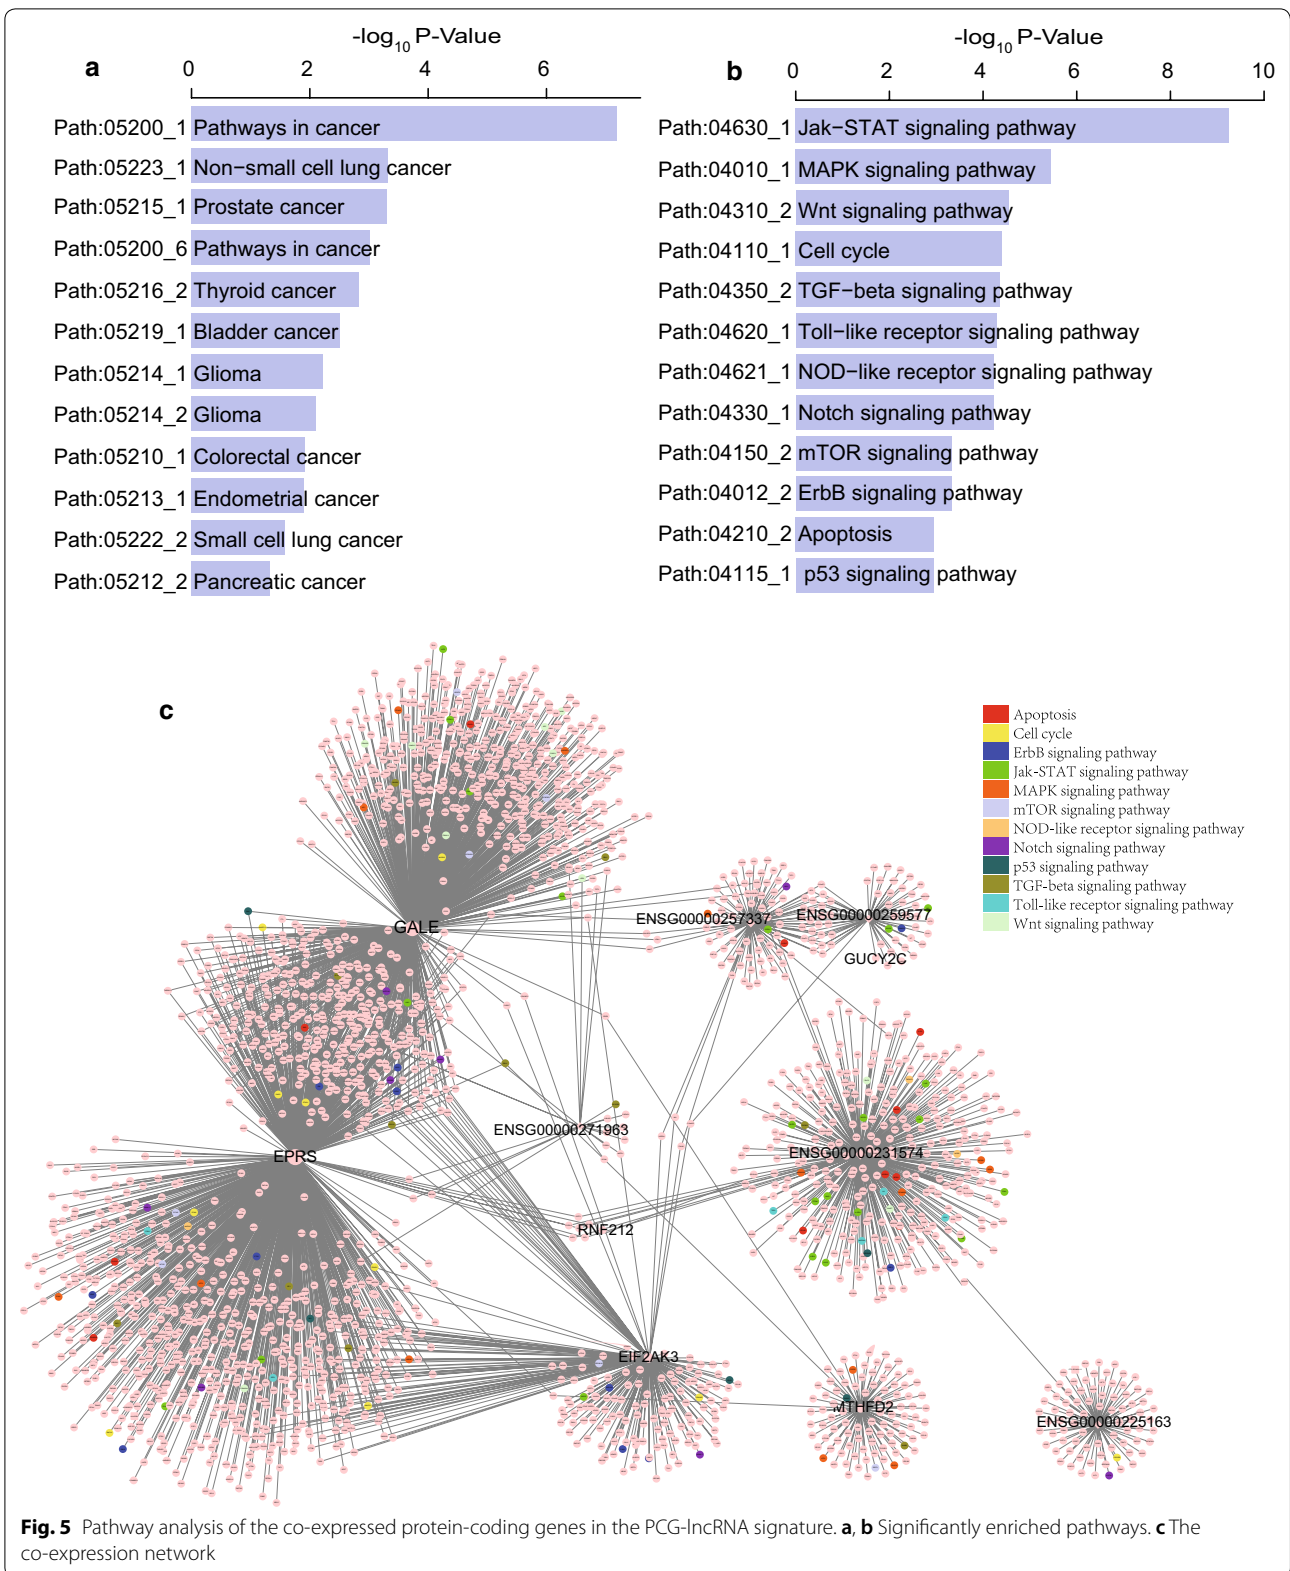 -log10 P-Value
a
0 2 4 6
Path:05200_1 Pathways in cancer
Path:05223_1 Non−small cell lung cancer
Path:05215_1 Prostate cancer
Path:05200_6 Pathways in cancer
Path:05216_2 Thyroid cancer
Path:05219_1 Bladder cancer
Path:05214_1 Glioma
Path:05214_2 Glioma
Path:05210_1 Colorectal cancer
Path:05213_1 Endometrial cancer
Path:05222_2 Small cell lung cancer
Path:05212_2 Pancreatic cancer
-log10 P-Value
b
0 2 4 6 8 10
Path:04630_1 Jak−STAT signaling pathway
Path:04010_1 MAPK signaling pathway
Path:04310_2 Wnt signaling pathway
Path:04110_1 Cell cycle
Path:04350_2 TGF−beta signaling pathway
Path:04620_1 Toll−like receptor signaling pathway
Path:04621_1 NOD−like receptor signaling pathway
Path:04330_1 Notch signaling pathway
Path:04150_2 mTOR signaling pathway
Path:04012_2 ErbB signaling pathway
Path:04210_2 Apoptosis
Path:04115_1 p53 signaling pathway
c
Apoptosis
Cell cycle
ErbB signaling pathway
Jak-STAT signaling pathway
MAPK signaling pathway
mTOR signaling pathway
NOD-like receptor signaling pathway
Notch signaling pathway
p53 signaling pathway
TGF-beta signaling pathway
Toll-like receptor signaling pathway
Wnt signaling pathway
GALE
ENSG00000257337
ENSG00000259577
GUCY2C
ENSG00000271963
EPRS
ENSG00000231574
RNF212
EIF2AK3
MTHFD2
ENSG00000225163
Fig. 5 Pathway analysis of the co-expressed protein-coding genes in the PCG-lncRNA signature. a, b Significantly enriched pathways. c The
co-expression network